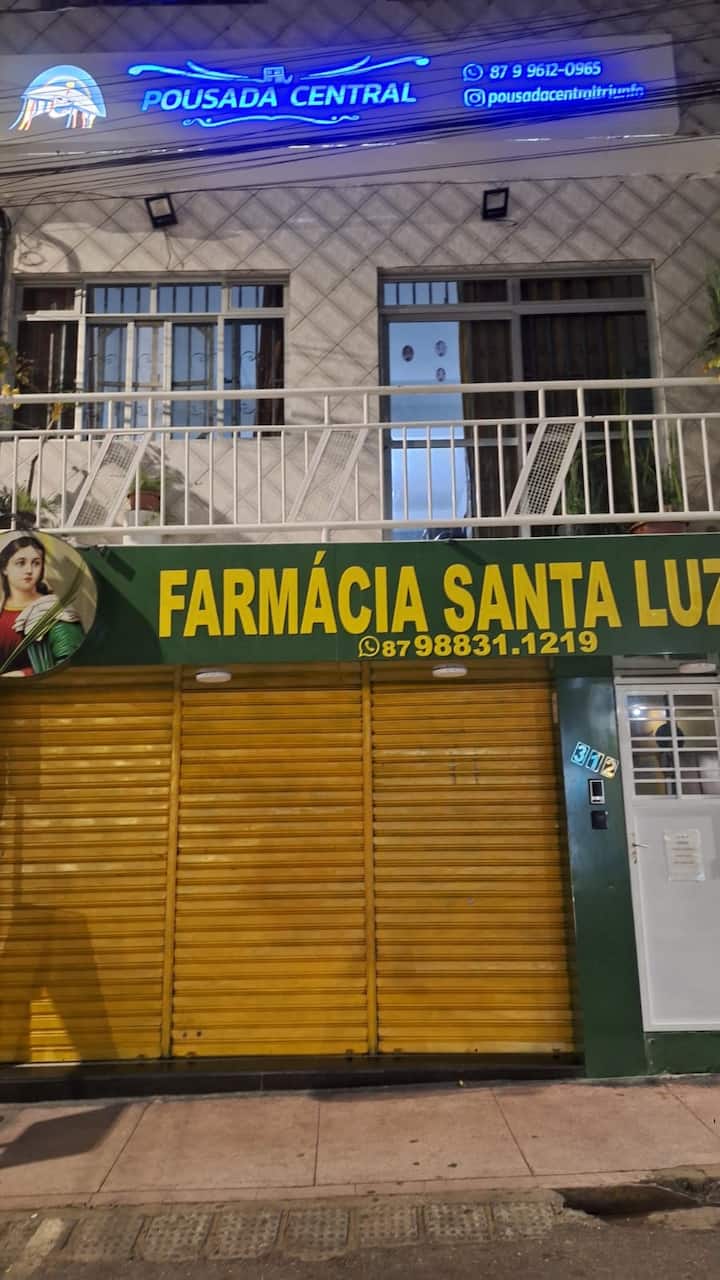 POUSADA CENTRAL
87 9 9612-0965
pousadacentraltriunfo
FARMÁCIA SANTA LUZ
87 98831.1219
312